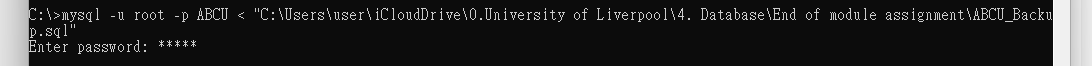 C:\>mysql -u root -p ABCU < "C:\Users\user\iCloudDrive\0.University of Liverpool\4. Database\End of module assignment\ABCU_Backu
p.sql"
Enter password: *****